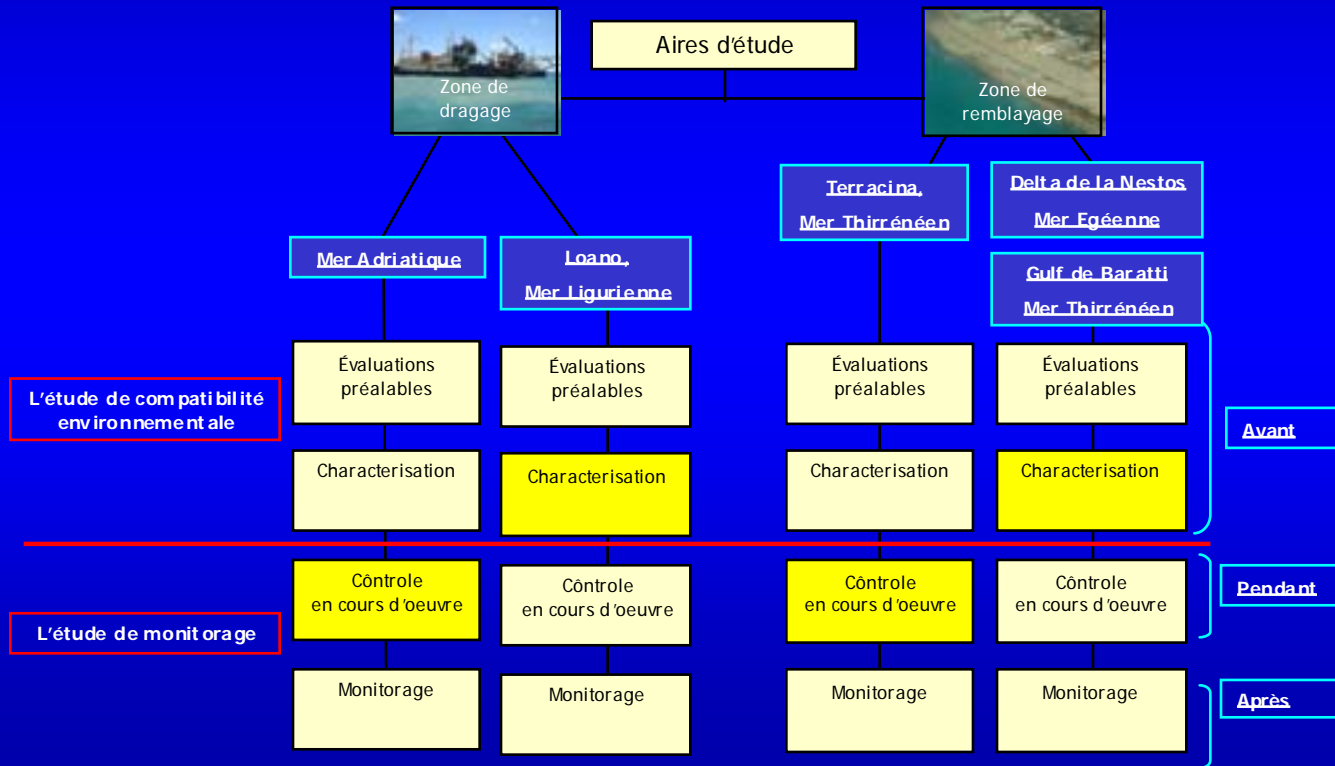 Aires d'étude
Zone de
dragage
Zone de
remblayage
Terracina,
Mer Thirrénéen
Delta de la Nestos
Mer Egéenne
Mer Adriatique
Loano,
Mer Ligurienne
Gulf de Baratti
Mer Thirrénéen
L'étude de compatibilité
environnementale
Évaluations
préalables
Évaluations
préalables
Évaluations
préalables
Évaluations
préalables
Avant
Characterisation
Characterisation
Characterisation
Characterisation
L'étude de monitorage
Côntrole
en cours d'oeuvre
Côntrole
en cours d'oeuvre
Côntrole
en cours d'oeuvre
Côntrole
en cours d'oeuvre
Pendant
Monitorage
Monitorage
Monitorage
Monitorage
Après